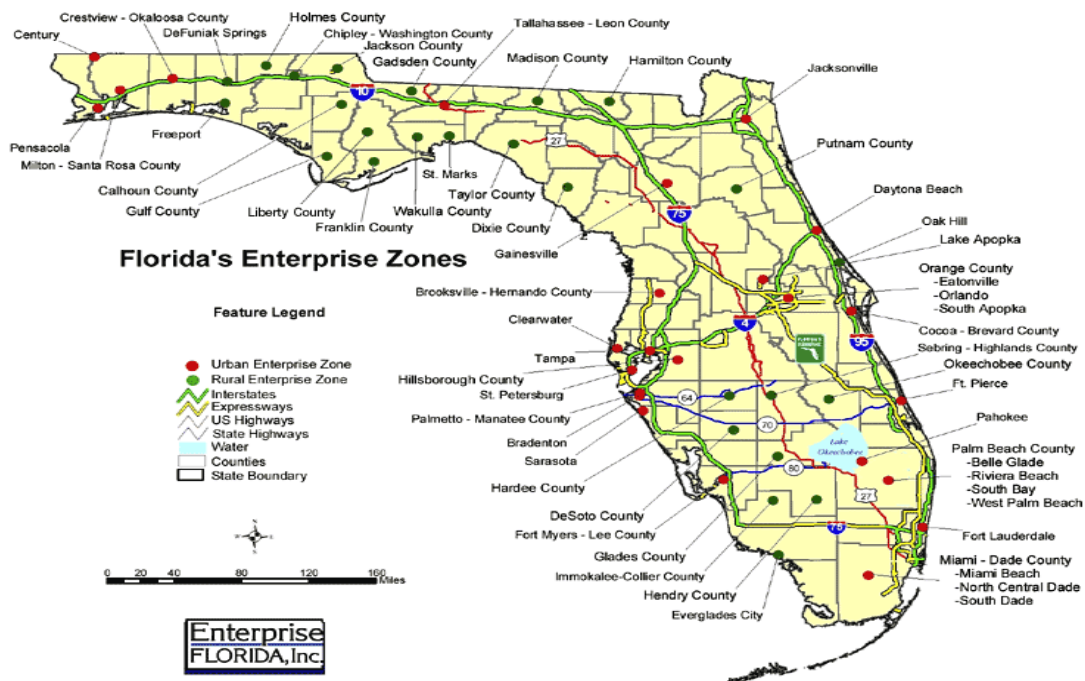 Crestview - Okaloosa County
Century
DeFuniak Springs
Holmes County
Chipley - Washington County
Jackson County
Gadsden County
Tallahassee - Leon County
Madison County
Hamilton County
Jacksonville
10
27
Pensacola
Freeport
Milton - Santa Rosa County
Calhoun County
Gulf County
Liberty County
Franklin County
St. Marks
Wakulla County
Taylor County
Dixie County
Gainesville
75
Putnam County
Daytona Beach
Oak Hill
Lake Apopka
Orange County
-Eatonville
-Orlando
-South Apopka
Cocoa - Brevard County
Sebring - Highlands County
Okeechobee County
Ft. Pierce
Pahokee
Palm Beach County
-Belle Glade
-Riviera Beach
-South Bay
-West Palm Beach
Fort Lauderdale
Miami - Dade County
-Miami Beach
-North Central Dade
-South Dade
Florida's Enterprise Zones
Brooksville - Hernando County
Clearwater
Tampa
Hillsborough County
St. Petersburg
Palmetto - Manatee County
Bradenton
Sarasota
Hardee County
DeSoto County
Fort Myers - Lee County
Glades County
Immokalee-Collier County
Hendry County
Everglades City
4
95
64
70
80
27
75
Lake
Okeechobee
Feature Legend
Urban Enterprise Zone
Rural Enterprise Zone
Interstates
Expressways
US Highways
State Highways
Water
Counties
State Boundary
0 20 40 80 120 160
Miles
Enterprise
FLORIDA,Inc.